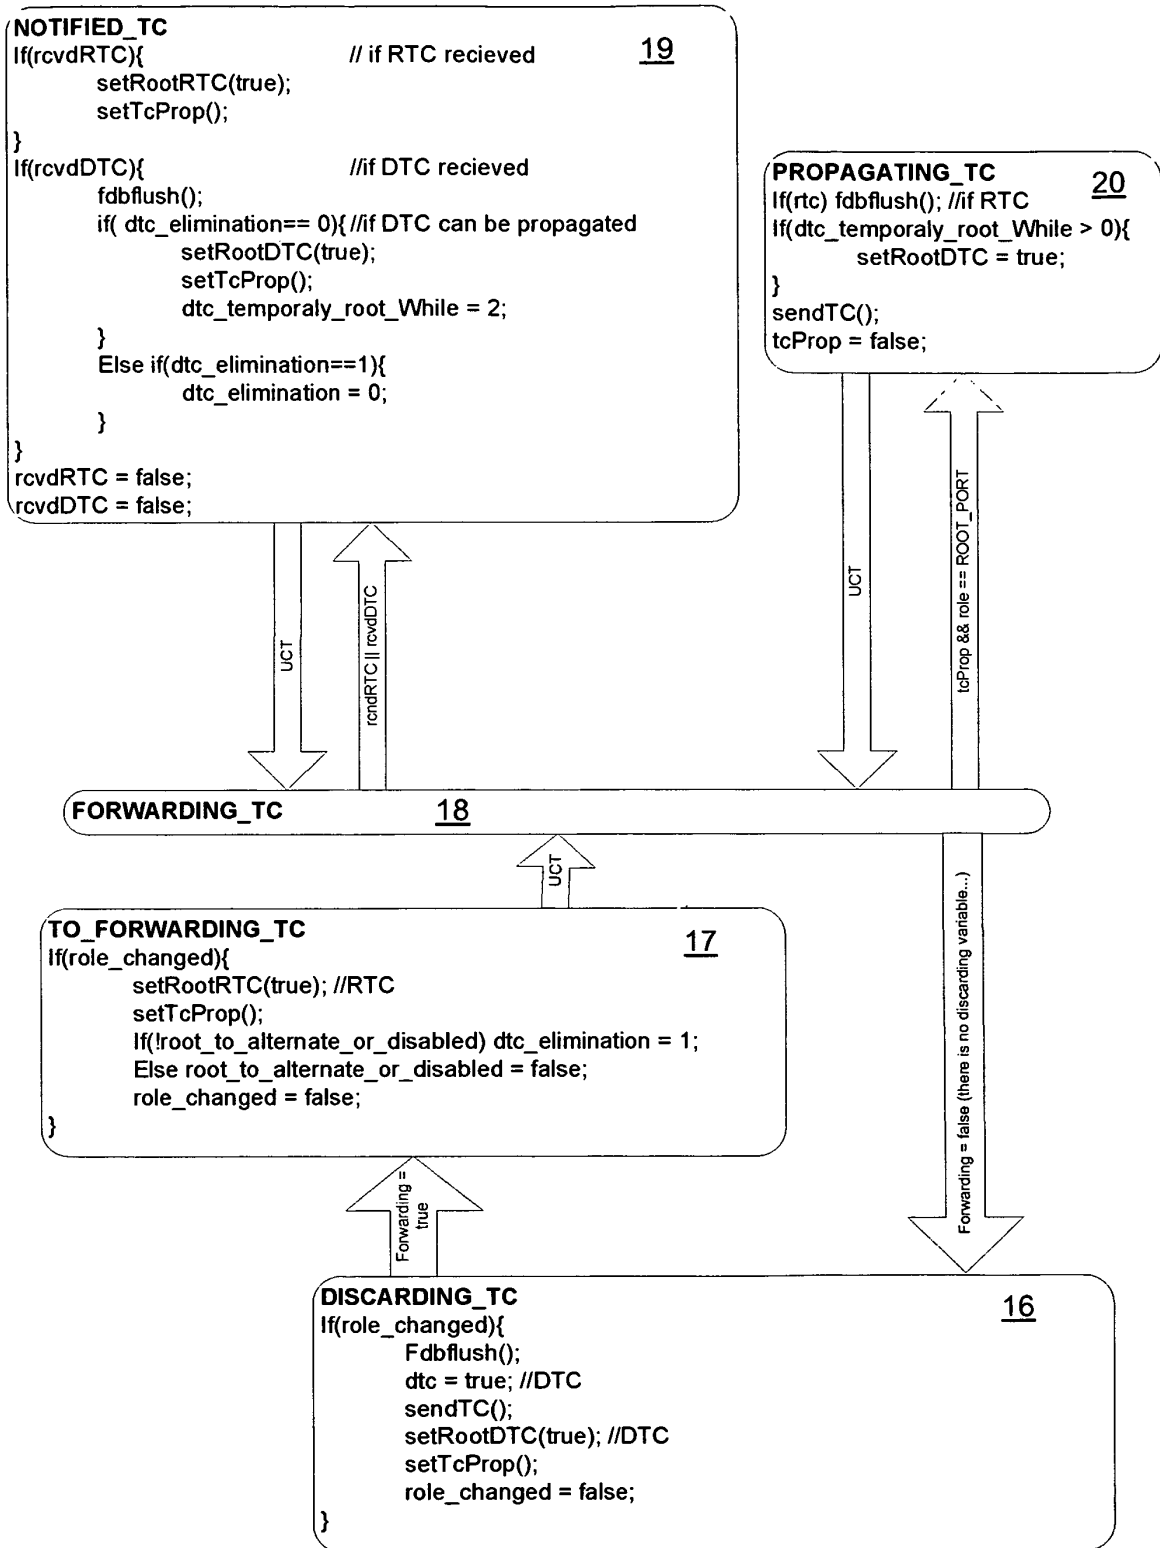 NOTIFIED_TC
19
If(rcvdRTC){ // if RTC recieved
setRootRTC(true);
setTcProp();
}
If(rcvdDTC){ //if DTC recieved
fdbflush();
if( dtc_elimination== 0){ //if DTC can be propagated
setRootDTC(true);
setTcProp();
dtc_temporaly_root_While = 2;
}
Else if(dtc_elimination==1){
dtc_elimination = 0;
}
}
rcvdRTC = false;
rcvdDTC = false;
PROPAGATING_TC
20
If(rtc) fdbflush(); //if RTC
If(dtc_temporaly_root_While > 0){
setRootDTC = true;
}
sendTC();
tcProp = false;
UCT
rcndRTC || rcvdDTC
UCT
tcProp && role == ROOT_PORT
FORWARDING_TC 18
UCT
Forwarding = false (there is no discarding variable...)
TO_FORWARDING_TC
17
If(role_changed){
setRootRTC(true); //RTC
setTcProp();
If(!root_to_alternate_or_disabled) dtc_elimination = 1;
Else root_to_alternate_or_disabled = false;
role_changed = false;
}
Forwarding =
true
DISCARDING_TC
16
If(role_changed){
Fdbflush();
dtc = true; //DTC
sendTC();
setRootDTC(true); //DTC
setTcProp();
role_changed = false;
}